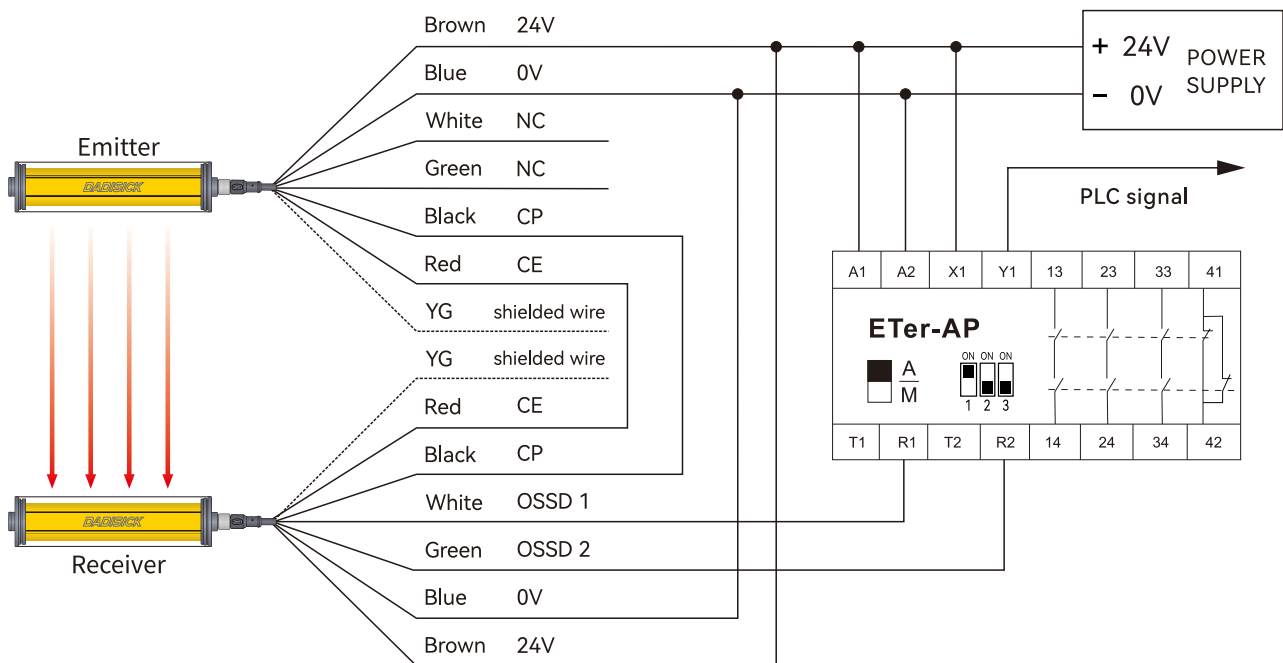 Brown 24V
Blue 0V
White NC
Green NC
Black CP
Red CE
YG shielded wire
YG shielded wire
Red CE
Black CP
White OSSD 1
Green OSSD 2
Blue 0V
Brown 24V
Emitter
DADISICK
DADISICK
Receiver
+ 24V
- 0V
POWER
SUPPLY
PLC signal
A1 A2 X1 Y1 13 23 33 41
ETer-AP
A
M
ON ON ON
1 2 3
T1 R1 T2 R2 14 24 34 42